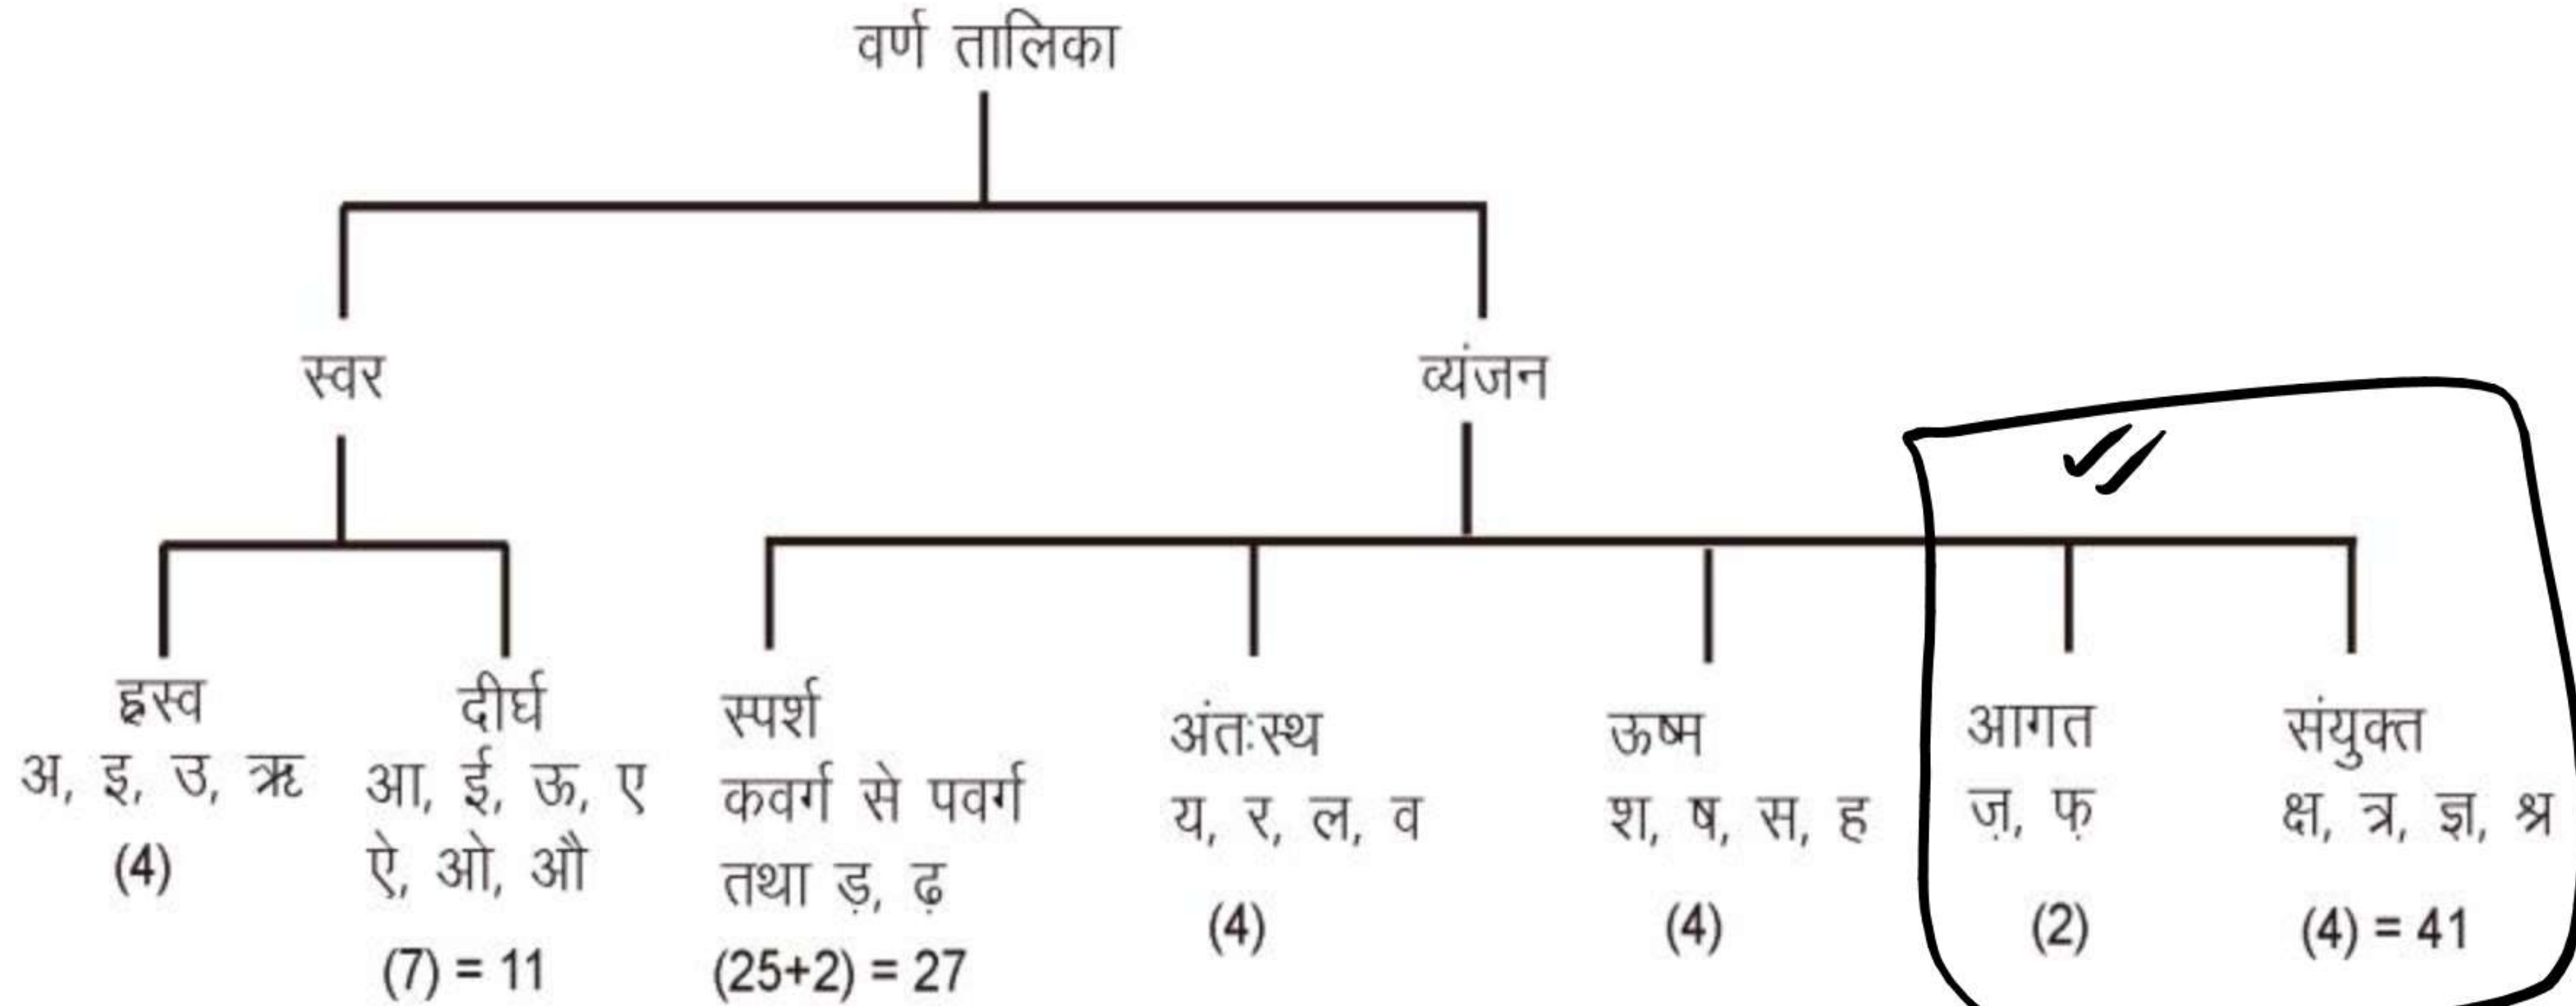 वर्ण तालिका
स्वर
व्यंजन
ह्रस्व
अ, इ, उ, ऋ
(4)
दीर्घ
आ, ई, ऊ, ए
ऐ, ओ, औ
(7) = 11
स्पर्श
कवर्ग से पवर्ग
तथा ड़, ढ़
(25+2) = 27
अंतःस्थ
य, र, ल, व
(4)
ऊष्म
श, ष, स, ह
(4)
आगत
ज़, फ़
(2)
संयुक्त
क्ष, त्र, ज्ञ, श्र
(4) = 41